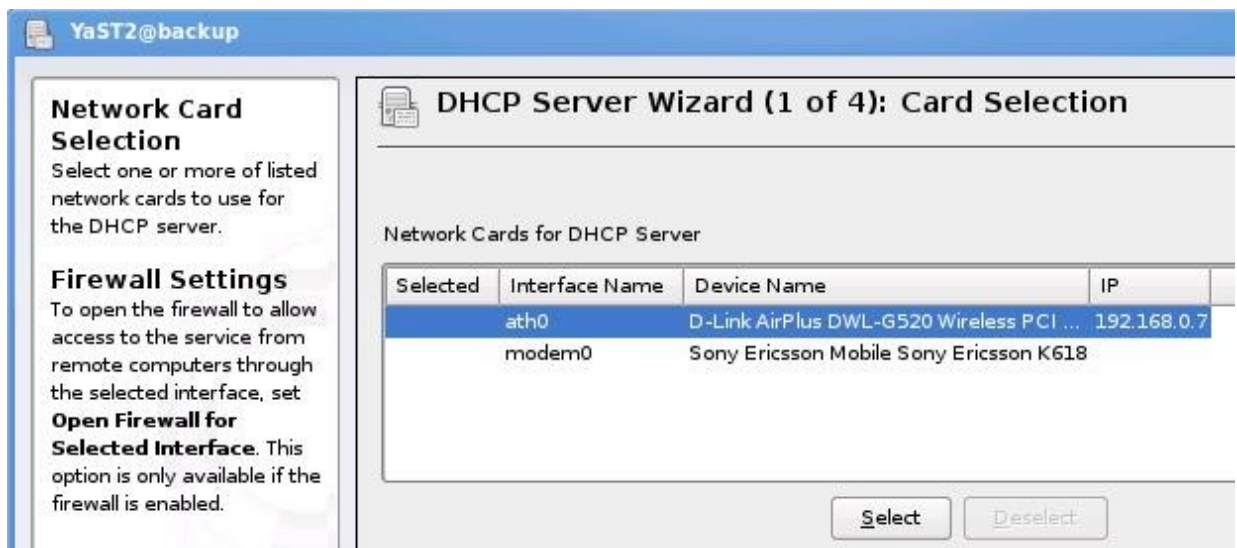 YaST2@backup
Network Card
Selection
Select one or more of listed
network cards to use for
the DHCP server.
Firewall Settings
To open the firewall to allow
access to the service from
remote computers through
the selected interface, set
Open Firewall for
Selected Interface. This
option is only available if the
firewall is enabled.
DHCP Server Wizard (1 of 4): Card Selection
Network Cards for DHCP Server
Selected Interface Name Device Name IP
ath0 D-Link AirPlus DWL-G520 Wireless PCI ... 192.168.0.7
modem0 Sony Ericsson Mobile Sony Ericsson K618
Select Deselect